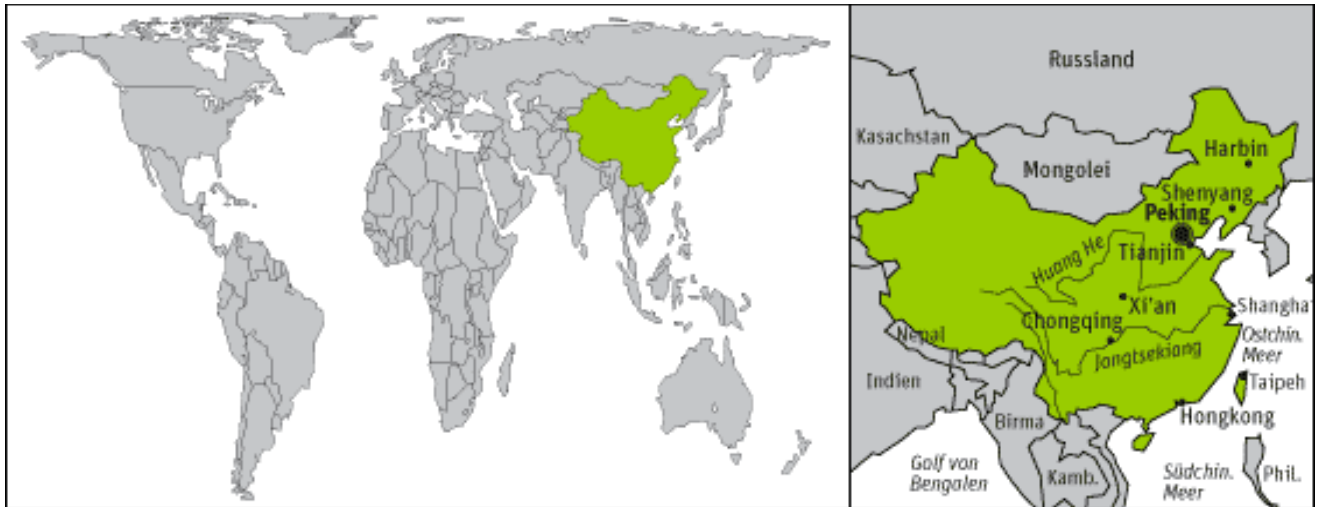 Russland
Kasachstan
Mongolei
Harbin
Shenyang
Peking
Tianjin
Huang He
Xi'an
Shanghai
Chongqing
Nepal
Ostchin.
Meer
Jangtsekiang
Indien
Taipeh
Hongkong
Birma
Golf von
Bengalen
Kamb.
Südchin.
Meer
Phil.